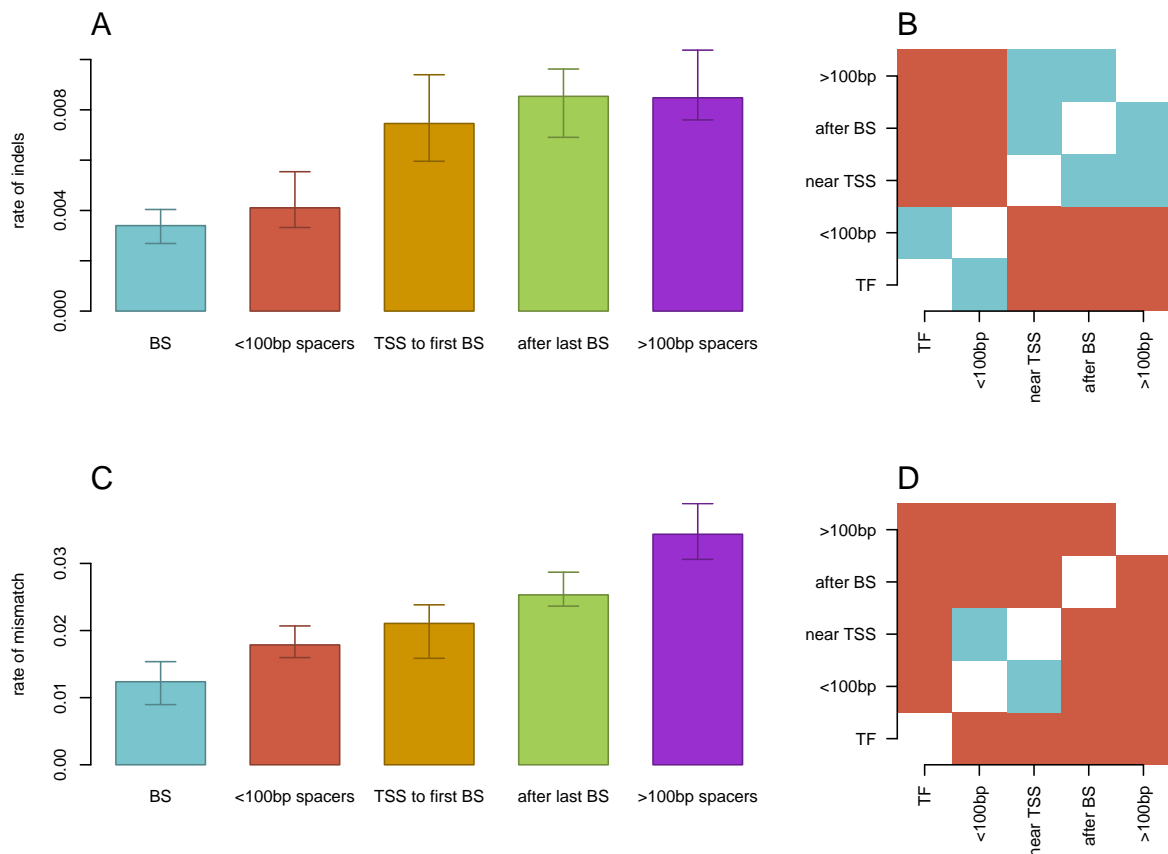 A
rate of indels
0.000
0.004
0.008
BS
<100bp spacers
TSS to first BS
after last BS
>100bp spacers
B
>100bp
after BS
near TSS
<100bp
TF
TF
<100bp
near TSS
after BS
>100bp
C
rate of mismatch
0.00
0.01
0.02
0.03
BS
<100bp spacers
TSS to first BS
after last BS
>100bp spacers
D
>100bp
after BS
near TSS
<100bp
TF
TF
<100bp
near TSS
after BS
>100bp